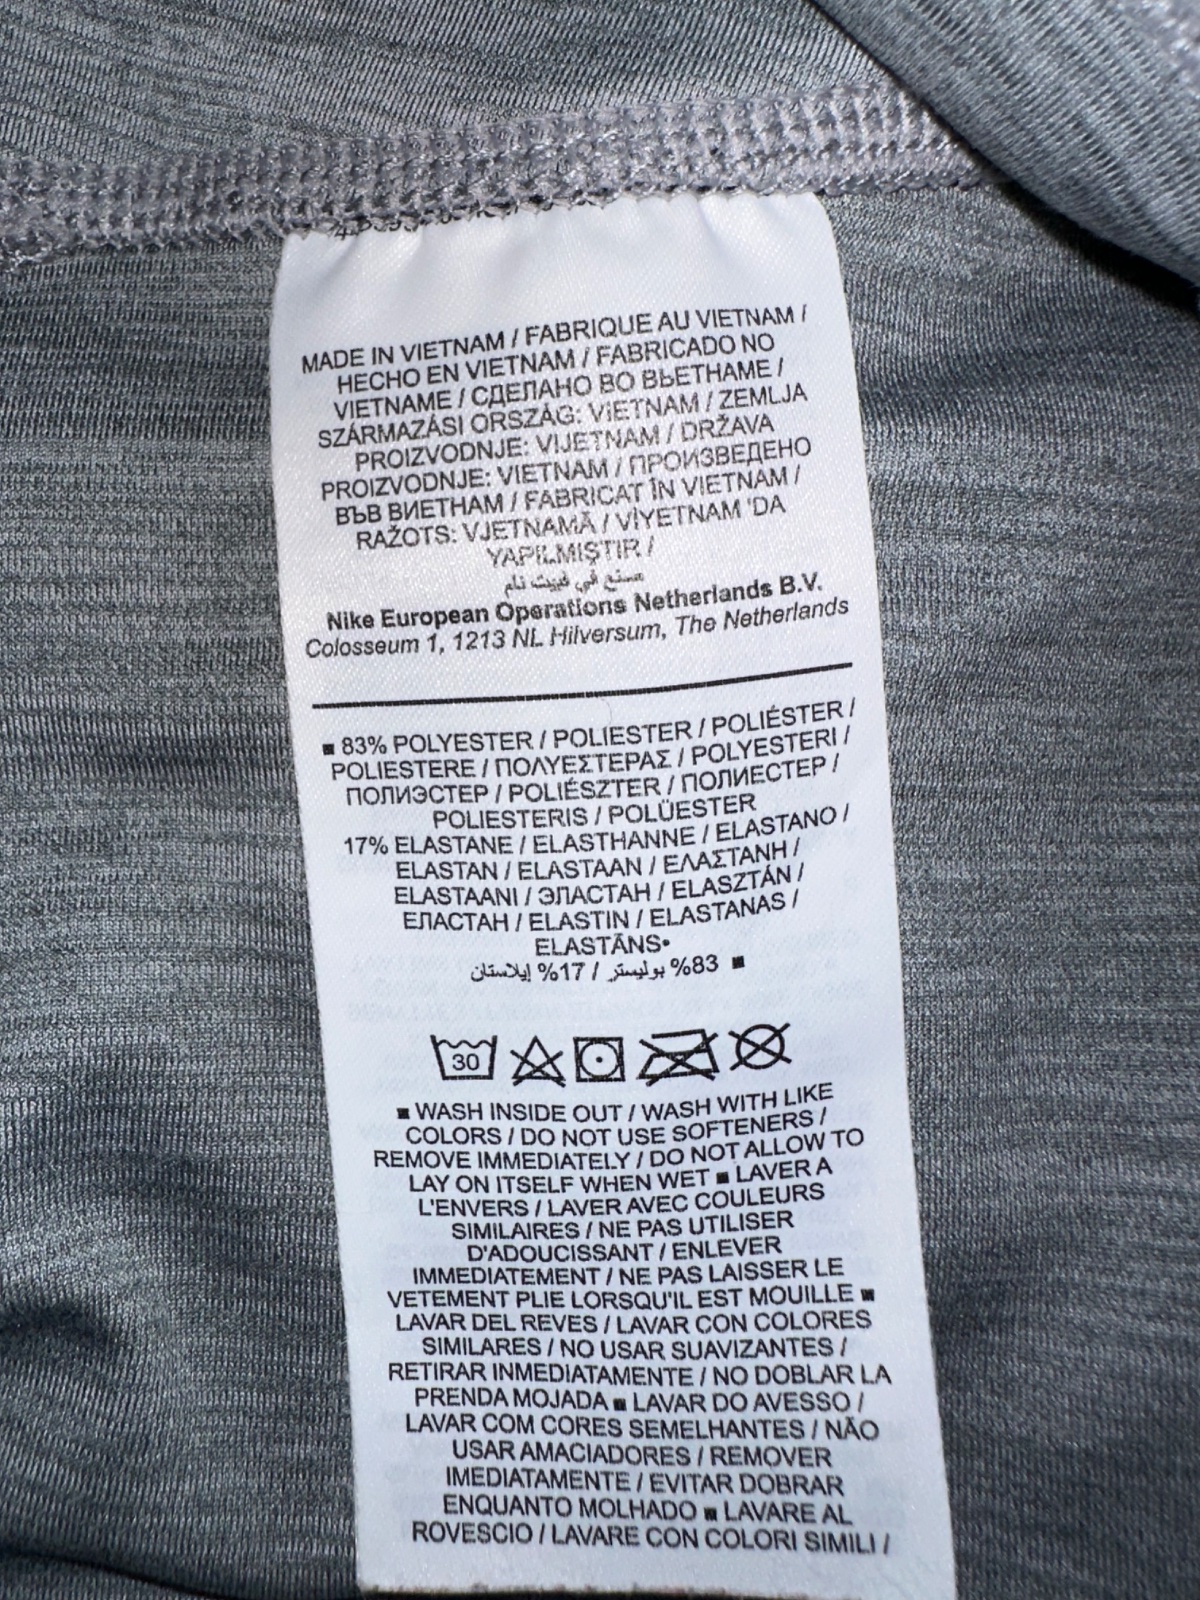 MADE IN VIETNAM / FABRIQUE AU VIETNAM /
HECHO EN VIETNAM / FABRICADO NO
VIETNAME / СДЕЛАНО ВО ВЬЕТНАМЕ /
SZÁRMAZÁSI ORSZÁG: VIETNAM / ZEMLJA
PROIZVODNJE: VIJETNAM / DRŽAVA
PROIZVODNJE: VIETNAM / ПРОИЗВЕДЕНО
ВЪВ ВИЕТНАМ / FABRICAT ÎN VIETNAM /
RAŽOTS: VJETNAMĀ / VİYETNAM 'DA
YAPILMIŞTIR /
صنع في فييت نام
Nike European Operations Netherlands B.V.
Colosseum 1, 1213 NL Hilversum, The Netherlands
■ 83% POLYESTER / POLIESTER / POLIÉSTER /
POLIESTERE / ΠΟΛΥΕΣΤΕΡΑΣ / POLYESTERI /
ПОЛИЭСТЕР / POLIÉSZTER / ПОЛИЕСТЕР /
POLIESTERIS / POLÜESTER
17% ELASTANE / ELASTHANNE / ELASTANO /
ELASTAN / ELASTAAN / ΕΛΑΣΤΑΝΗ /
ELASTAANI / ЭЛАСТАН / ELASZTÁN /
ЕЛАСТАН / ELASTIN / ELASTANAS /
ELASTĀNS•
■ 83% بوليستر / 17% إيلاستان
30
■ WASH INSIDE OUT / WASH WITH LIKE
COLORS / DO NOT USE SOFTENERS /
REMOVE IMMEDIATELY / DO NOT ALLOW TO
LAY ON ITSELF WHEN WET ■ LAVER A
L'ENVERS / LAVER AVEC COULEURS
SIMILAIRES / NE PAS UTILISER
D'ADOUCISSANT / ENLEVER
IMMEDIATEMENT / NE PAS LAISSER LE
VETEMENT PLIE LORSQU'IL EST MOUILLE ■
LAVAR DEL REVES / LAVAR CON COLORES
SIMILARES / NO USAR SUAVIZANTES /
RETIRAR INMEDIATAMENTE / NO DOBLAR LA
PRENDA MOJADA ■ LAVAR DO AVESSO /
LAVAR COM CORES SEMELHANTES / NÃO
USAR AMACIADORES / REMOVER
IMEDIATAMENTE / EVITAR DOBRAR
ENQUANTO MOLHADO ■ LAVARE AL
ROVESCIO / LAVARE CON COLORI SIMILI /